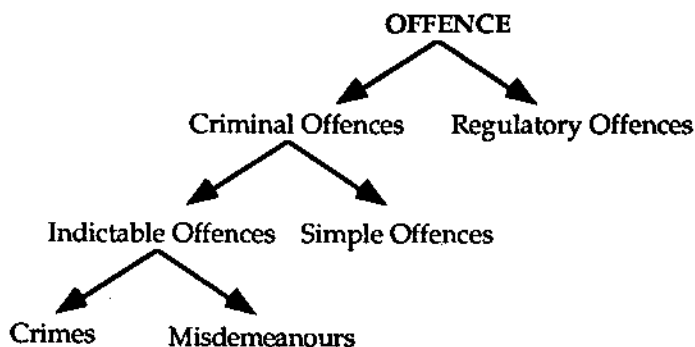 OFFENCE
Criminal Offences Regulatory Offences
Indictable Offences Simple Offences
Crimes Misdemeanours